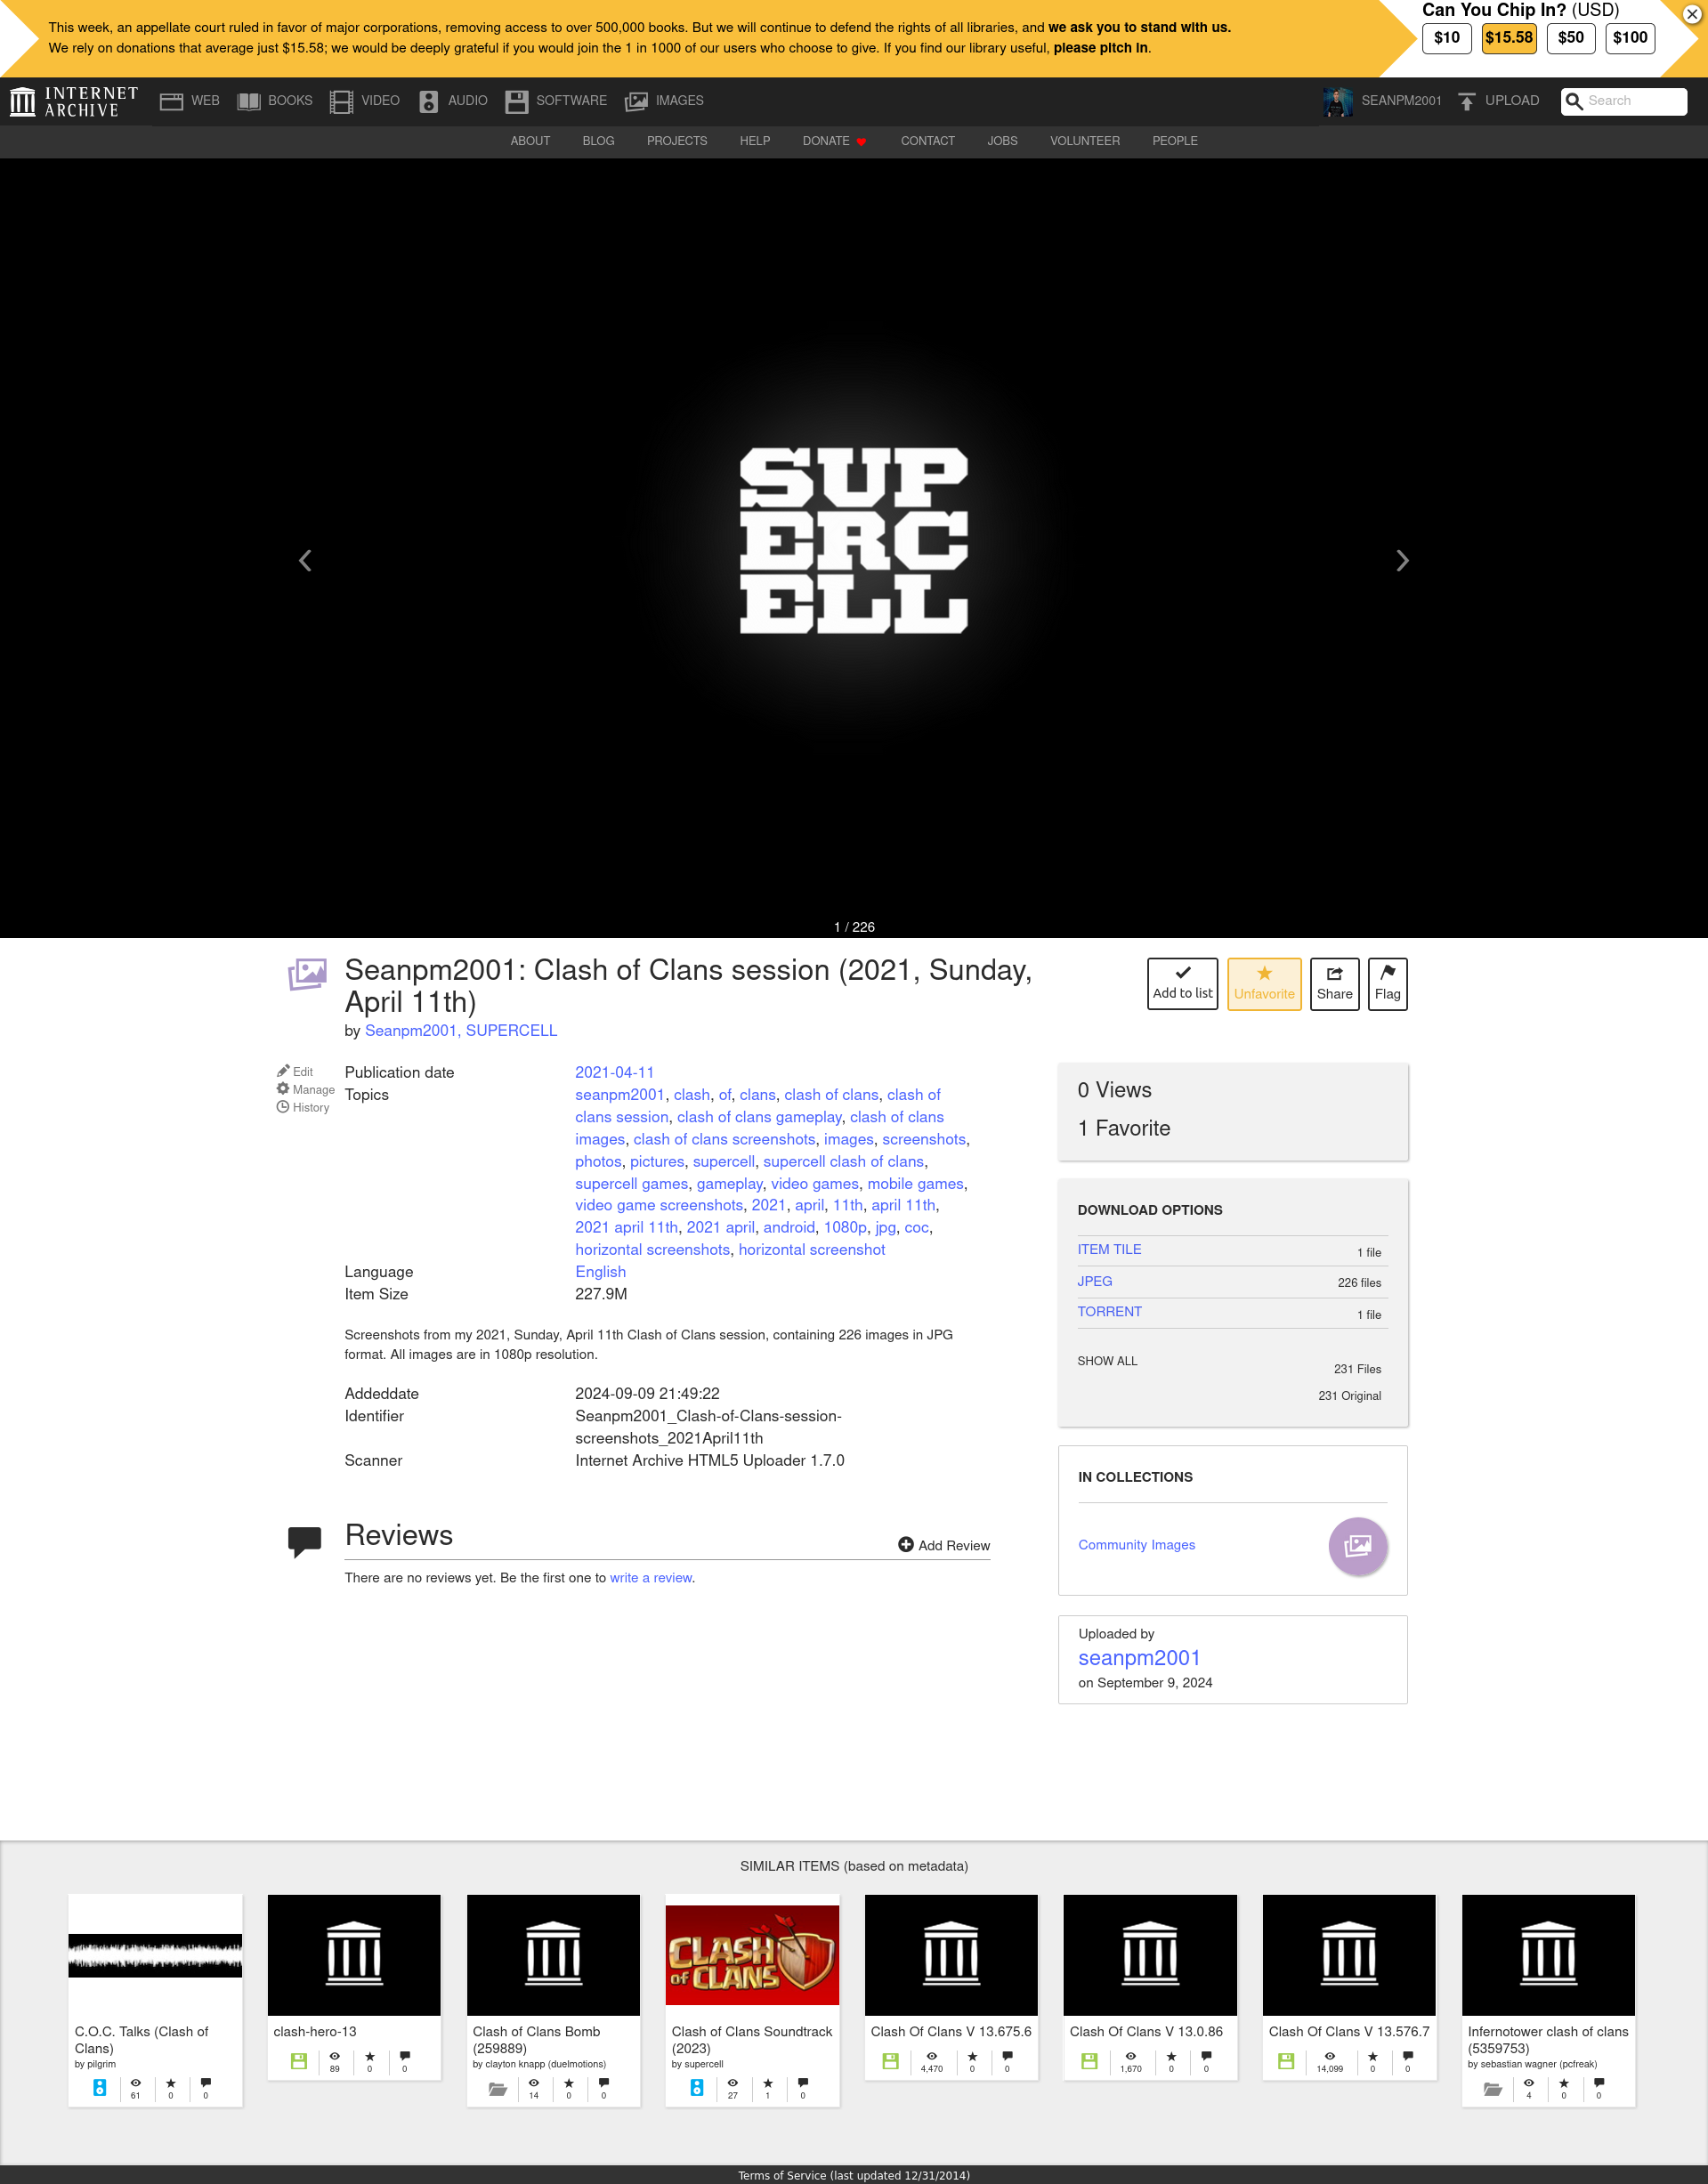 This week, an appellate court ruled in favor of major corporations, removing access to over 500,000 books. But we will continue to defend the rights of all libraries, and we ask you to stand with us.
We rely on donations that average just $15.58; we would be deeply grateful if you would join the 1 in 1000 of our users who choose to give. If you find our library useful, please pitch in.
Can You Chip In? (USD)
$10 $15.58 $50 $100
INTERNET ARCHIVE
WEB BOOKS VIDEO AUDIO SOFTWARE IMAGES SEANPM2001 UPLOAD Search
ABOUT BLOG PROJECTS HELP DONATE CONTACT JOBS VOLUNTEER PEOPLE
SUP
ERC
ELL
1 / 226
Seanpm2001: Clash of Clans session (2021, Sunday,
April 11th)
by Seanpm2001, SUPERCELL
Add to list Unfavorite Share Flag
Edit
Manage
History
Publication date 2021-04-11
Topics seanpm2001, clash, of, clans, clash of clans, clash of
clans session, clash of clans gameplay, clash of clans
images, clash of clans screenshots, images, screenshots,
photos, pictures, supercell, supercell clash of clans,
supercell games, gameplay, video games, mobile games,
video game screenshots, 2021, april, 11th, april 11th,
2021 april 11th, 2021 april, android, 1080p, jpg, coc,
horizontal screenshots, horizontal screenshot
Language English
Item Size 227.9M
Screenshots from my 2021, Sunday, April 11th Clash of Clans session, containing 226 images in JPG
format. All images are in 1080p resolution.
Addeddate 2024-09-09 21:49:22
Identifier Seanpm2001_Clash-of-Clans-session-
screenshots_2021April11th
Scanner Internet Archive HTML5 Uploader 1.7.0
Reviews
Add Review
There are no reviews yet. Be the first one to write a review.
0 Views
1 Favorite
DOWNLOAD OPTIONS
ITEM TILE 1 file
JPEG 226 files
TORRENT 1 file
SHOW ALL 231 Files
231 Original
IN COLLECTIONS
Community Images
Uploaded by
seanpm2001
on September 9, 2024
SIMILAR ITEMS (based on metadata)
C.O.C. Talks (Clash of
Clans)
by pilgrim
61 0 0
clash-hero-13
89 0 0
Clash of Clans Bomb
(259889)
by clayton knapp (duelmotions)
14 0 0
CLASH
OF CLANS
Clash of Clans Soundtrack
(2023)
by supercell
27 1 0
Clash Of Clans V 13.675.6
4,470 0 0
Clash Of Clans V 13.0.86
1,670 0 0
Clash Of Clans V 13.576.7
14,099 0 0
Infernotower clash of clans
(5359753)
by sebastian wagner (pcfreak)
4 0 0
Terms of Service (last updated 12/31/2014)